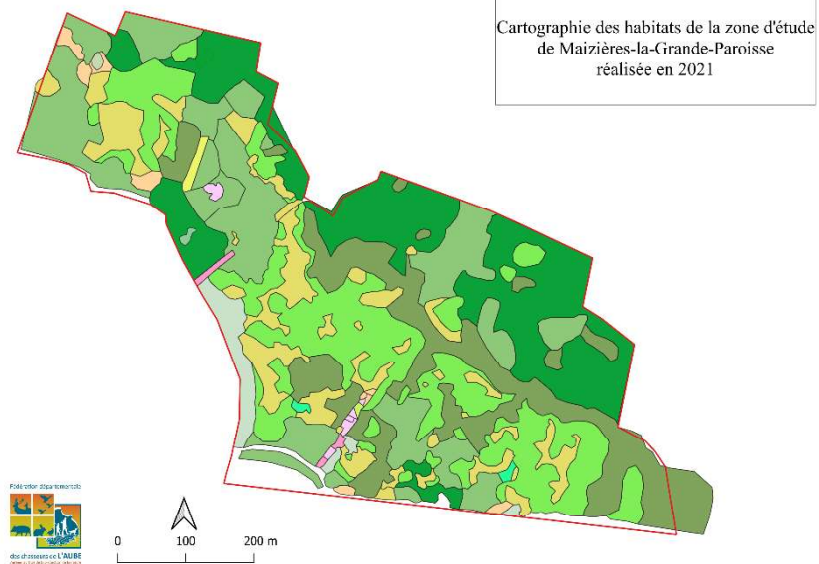 Cartographie des habitats de la zone d'étude
de Maizières-la-Grande-Paroisse
réalisée en 2021
Fédération départementale
des chasseurs de L'AUBE
0 100 200 m